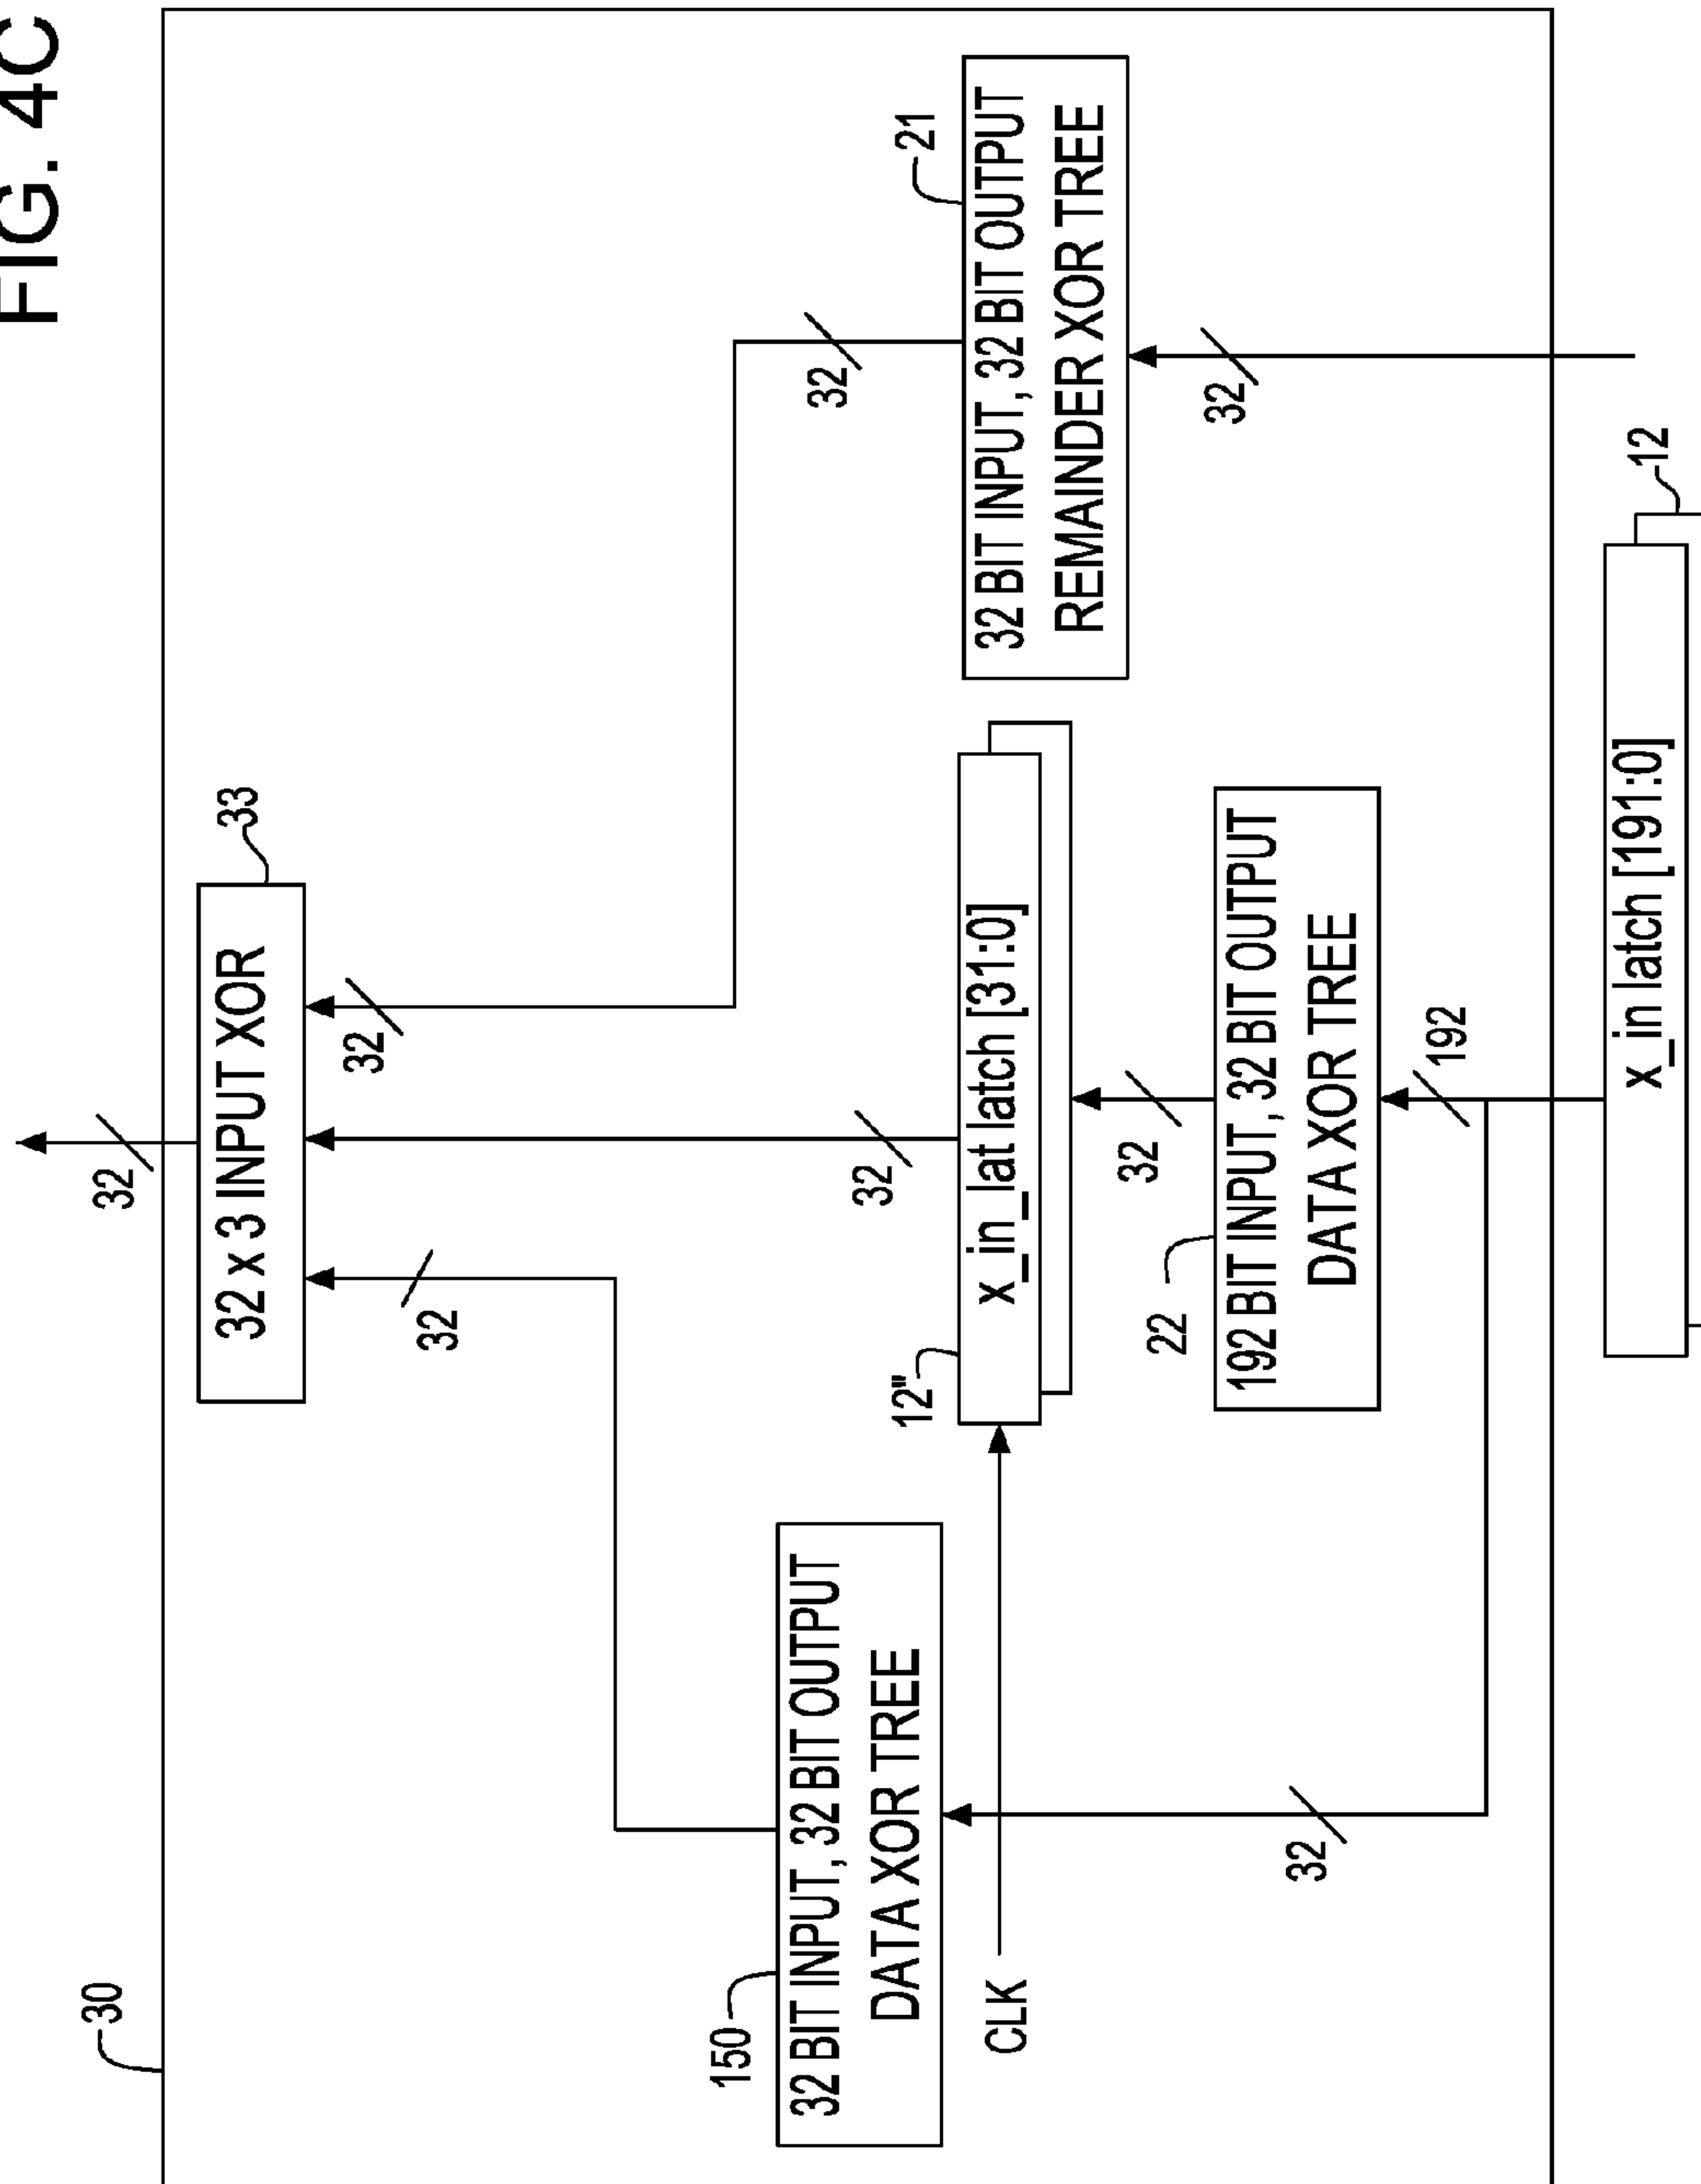 FIG. 4C
30
32
32 x 3 INPUT XOR
33
32
32
32
150
32 BIT INPUT, 32 BIT OUTPUT
DATA XOR TREE
CLK
12"'
x_in_lat latch [31:0]
32
32
21
32 BIT INPUT, 32 BIT OUTPUT
REMAINDER XOR TREE
32
22
192 BIT INPUT, 32 BIT OUTPUT
DATA XOR TREE
32
32
192
x_in latch [191:0]
12